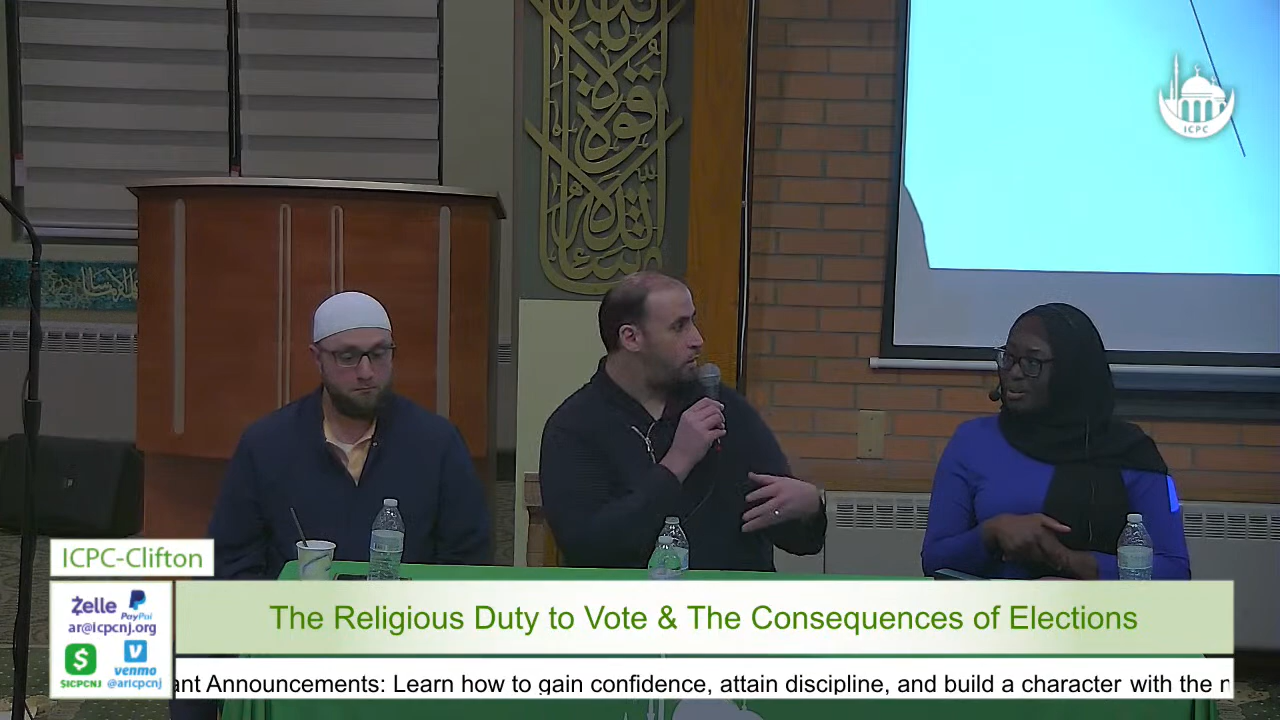 ICPC
ICPC-Clifton
Zelle
PayPal
ar@icpcnj.org
venmo
$ICPCNJ
@aricpcnj
The Religious Duty to Vote & The Consequences of Elections
ant Announcements: Learn how to gain confidence, attain discipline, and build a character with the